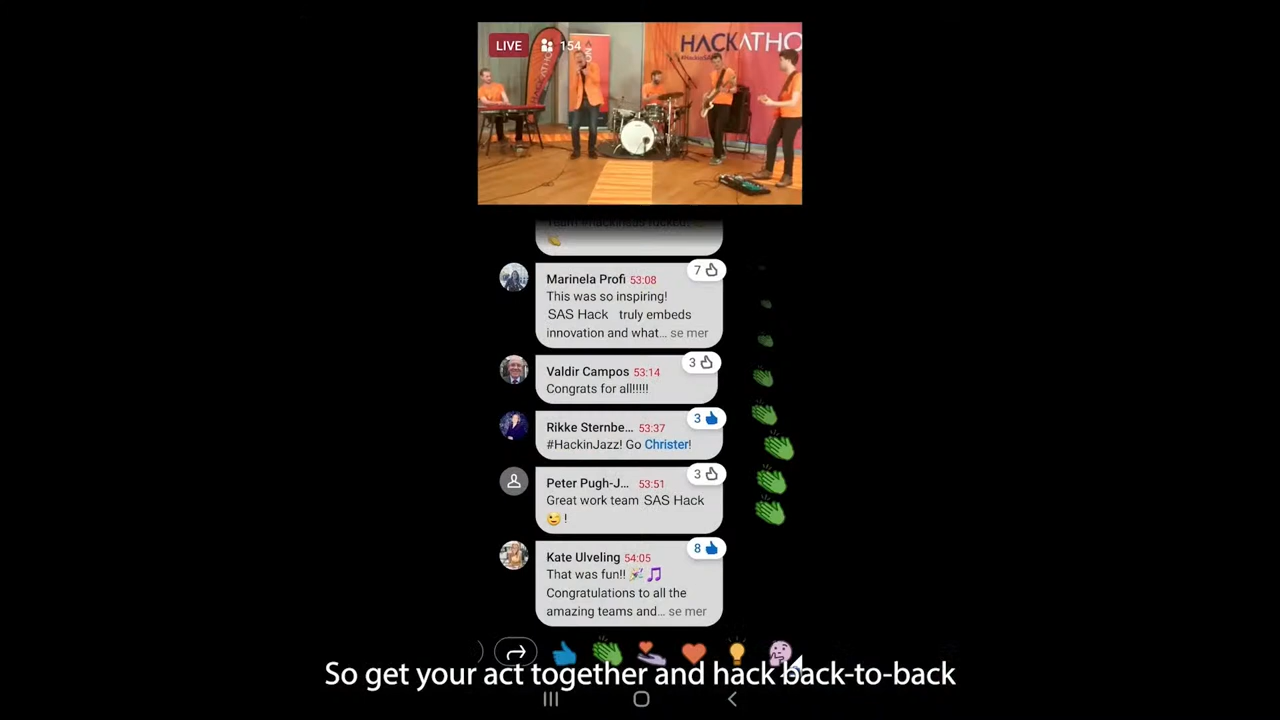 LIVE 154
HACKATHO
HACKATHON
Marinela Profi 53:08
7
This was so inspiring!
SAS Hack truly embeds
innovation and what... se mer
Valdir Campos 53:14
3
Congrats for all!!!!!
Rikke Sternbe... 53:37
3
#HackinJazz! Go Christer!
Peter Pugh-J... 53:51
3
Great work team SAS Hack
😉 !
Kate Ulveling 54:05
8
That was fun!! 🎉🎵
Congratulations to all the
amazing teams and... se mer
So get your act together and hack back-to-back